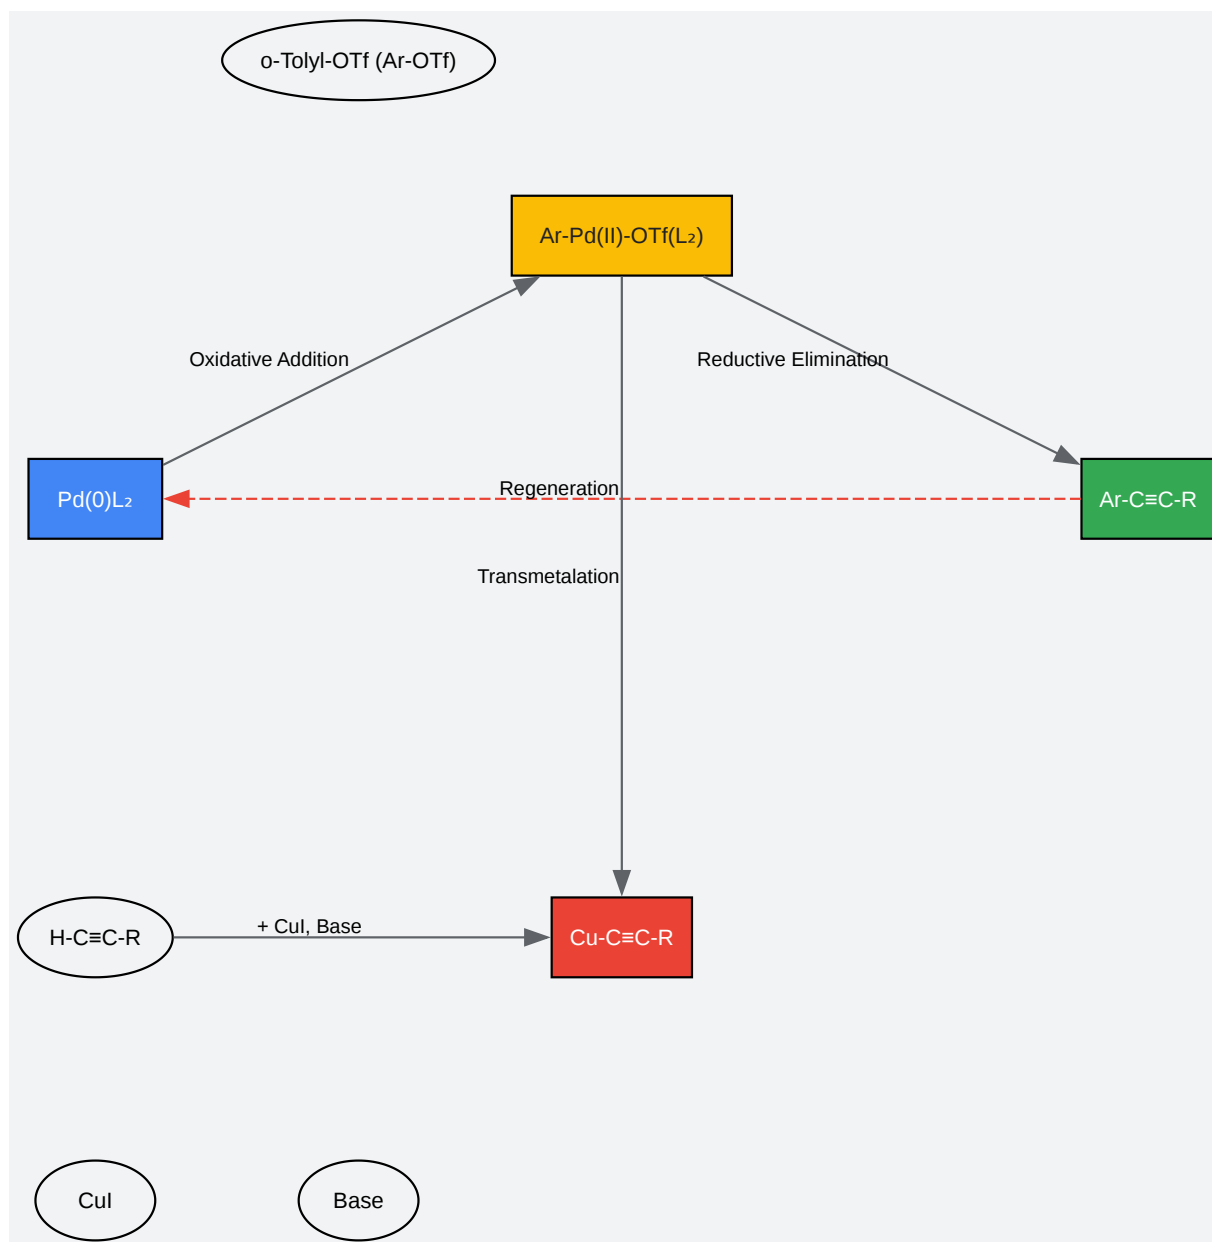 o-Tolyl-OTf (Ar-OTf)
Ar-Pd(II)-OTf(L₂)
Oxidative Addition
Reductive Elimination
Pd(0)L₂
Regeneration
Ar-C≡C-R
Transmetalation
H-C≡C-R
+ CuI, Base
Cu-C≡C-R
CuI
Base